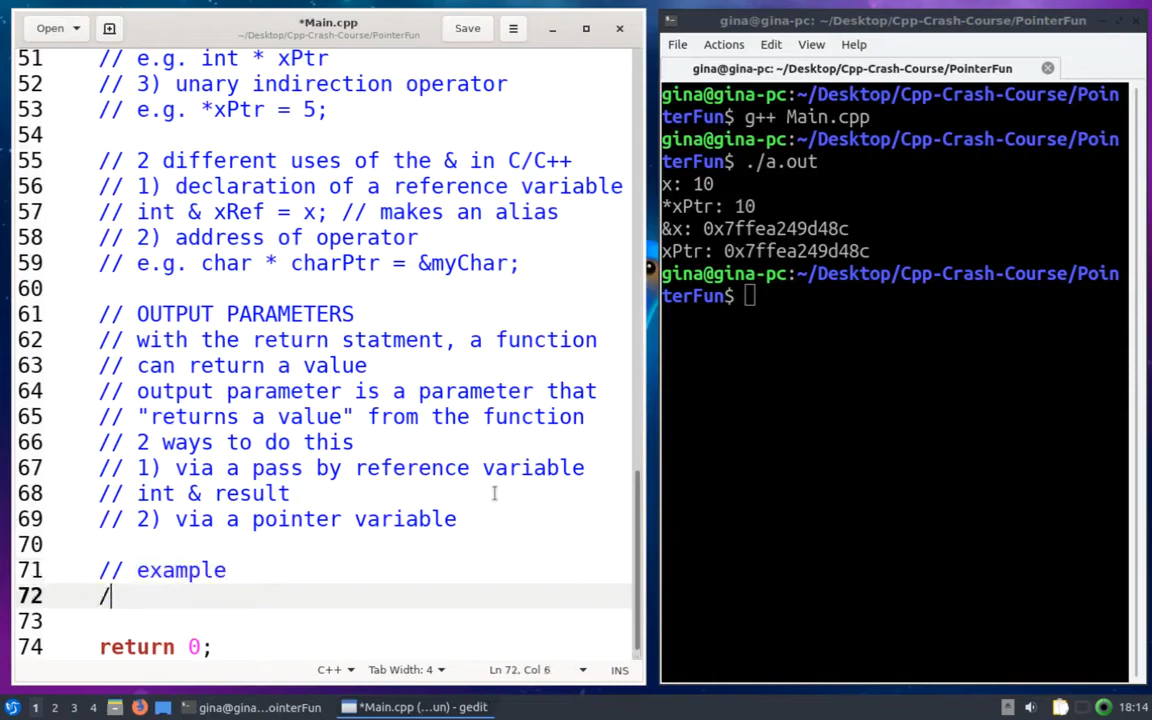 Open
*Main.cpp
~/Desktop/Cpp-Crash-Course/PointerFun
Save
51 // e.g. int * xPtr
52 // 3) unary indirection operator
53 // e.g. *xPtr = 5;
54
55 // 2 different uses of the & in C/C++
56 // 1) declaration of a reference variable
57 // int & xRef = x; // makes an alias
58 // 2) address of operator
59 // e.g. char * charPtr = &myChar;
60
61 // OUTPUT PARAMETERS
62 // with the return statment, a function
63 // can return a value
64 // output parameter is a parameter that
65 // "returns a value" from the function
66 // 2 ways to do this
67 // 1) via a pass by reference variable
68 // int & result
69 // 2) via a pointer variable
70
71 // example
72 /
73
74 return 0;
C++ Tab Width: 4 Ln 72, Col 6 INS
gina@gina-pc: ~/Desktop/Cpp-Crash-Course/PointerFun
File Actions Edit View Help
gina@gina-pc: ~/Desktop/Cpp-Crash-Course/PointerFun
gina@gina-pc:~/Desktop/Cpp-Crash-Course/Poin
terFun$ g++ Main.cpp
gina@gina-pc:~/Desktop/Cpp-Crash-Course/Poin
terFun$ ./a.out
x: 10
*xPtr: 10
&x: 0x7ffea249d48c
xPtr: 0x7ffea249d48c
gina@gina-pc:~/Desktop/Cpp-Crash-Course/Poin
terFun$
1 2 3 4 gina@gina...ointerFun *Main.cpp (...un) - gedit 18:14